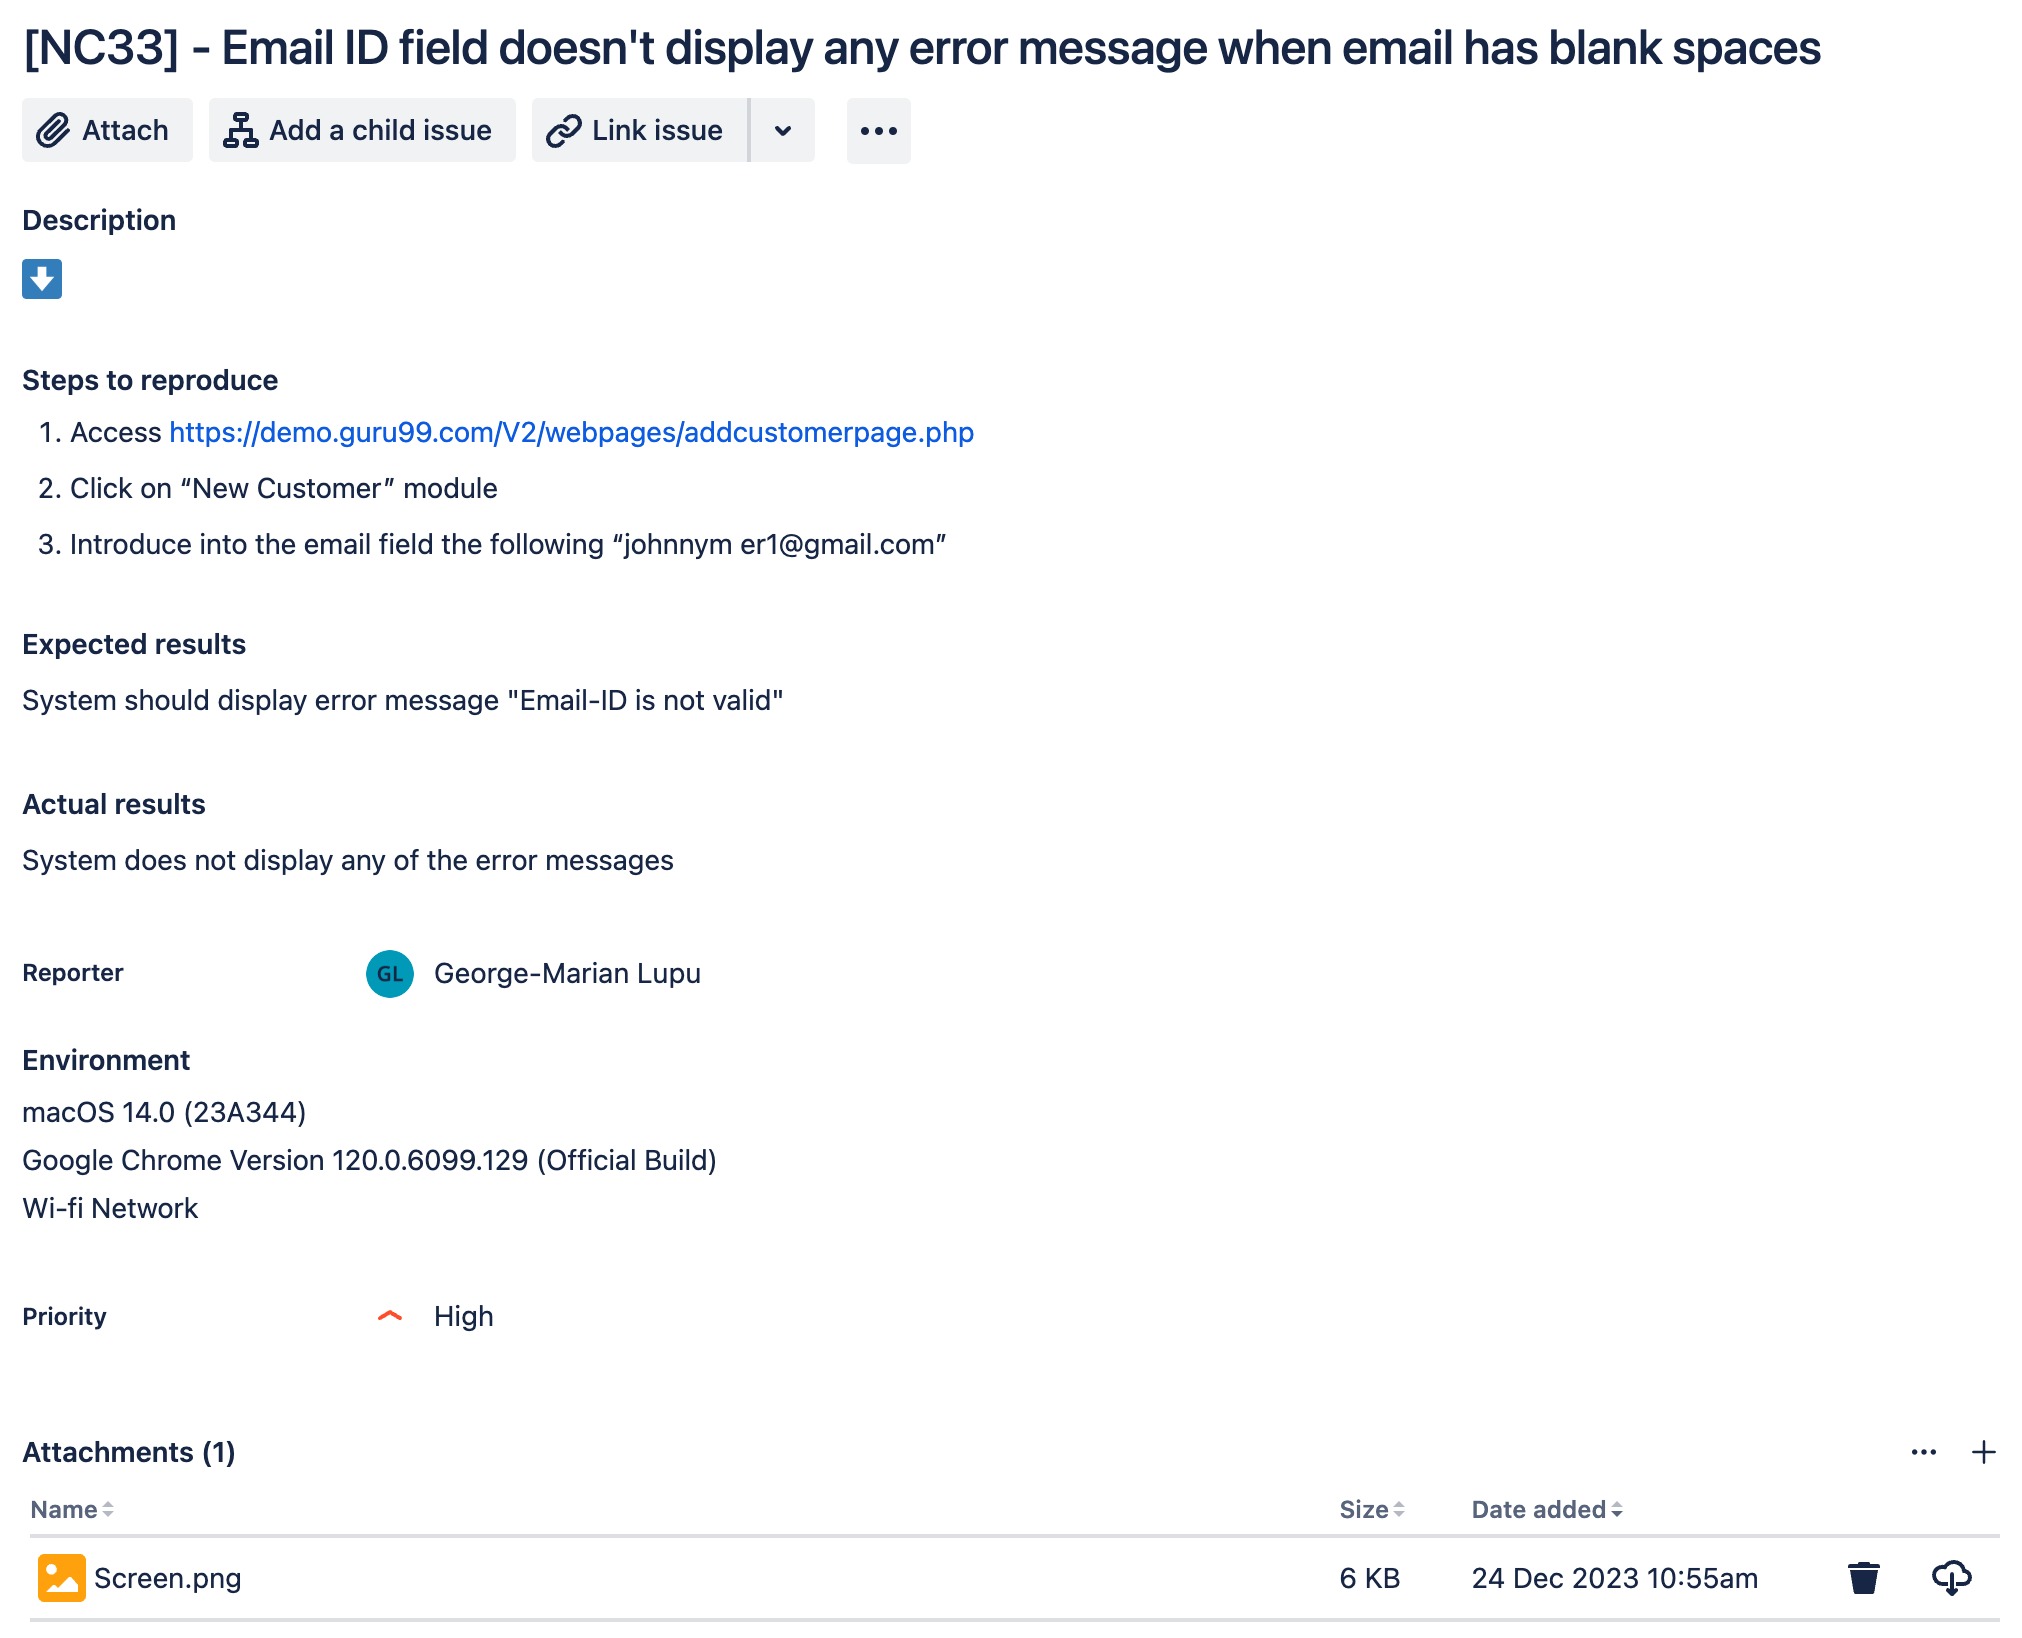 [NC33] - Email ID field doesn't display any error message when email has blank spaces
Attach
Add a child issue
Link issue
Description
Steps to reproduce
1. Access https://demo.guru99.com/V2/webpages/addcustomerpage.php
2. Click on “New Customer” module
3. Introduce into the email field the following “johnnym er1@gmail.com”
Expected results
System should display error message "Email-ID is not valid"
Actual results
System does not display any of the error messages
Reporter GL George-Marian Lupu
Environment
macOS 14.0 (23A344)
Google Chrome Version 120.0.6099.129 (Official Build)
Wi-fi Network
Priority High
Attachments (1)
Name Size Date added
Screen.png 6 KB 24 Dec 2023 10:55am